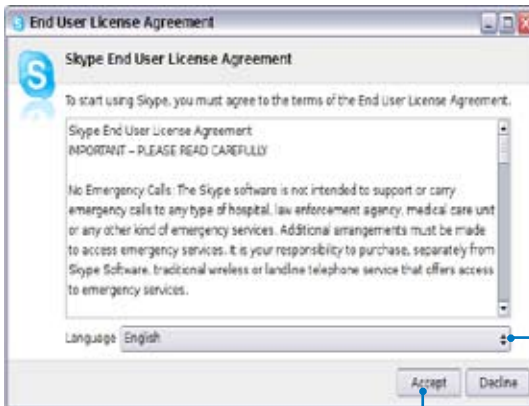 End User License Agreement
Skype End User License Agreement
To start using Skype, you must agree to the terms of the End User License Agreement.
Skype End User License Agreement
IMPORTANT – PLEASE READ CAREFULLY
No Emergency Calls: The Skype software is not intended to support or carry
emergency calls to any type of hospital, law enforcement agency, medical care unit
or any other kind of emergency services. Additional arrangements must be made
to access emergency services. It is your responsibility to purchase, separately from
Skype Software, traditional wireless or landline telephone service that offers access
to emergency services.
Language English
Accept Decline